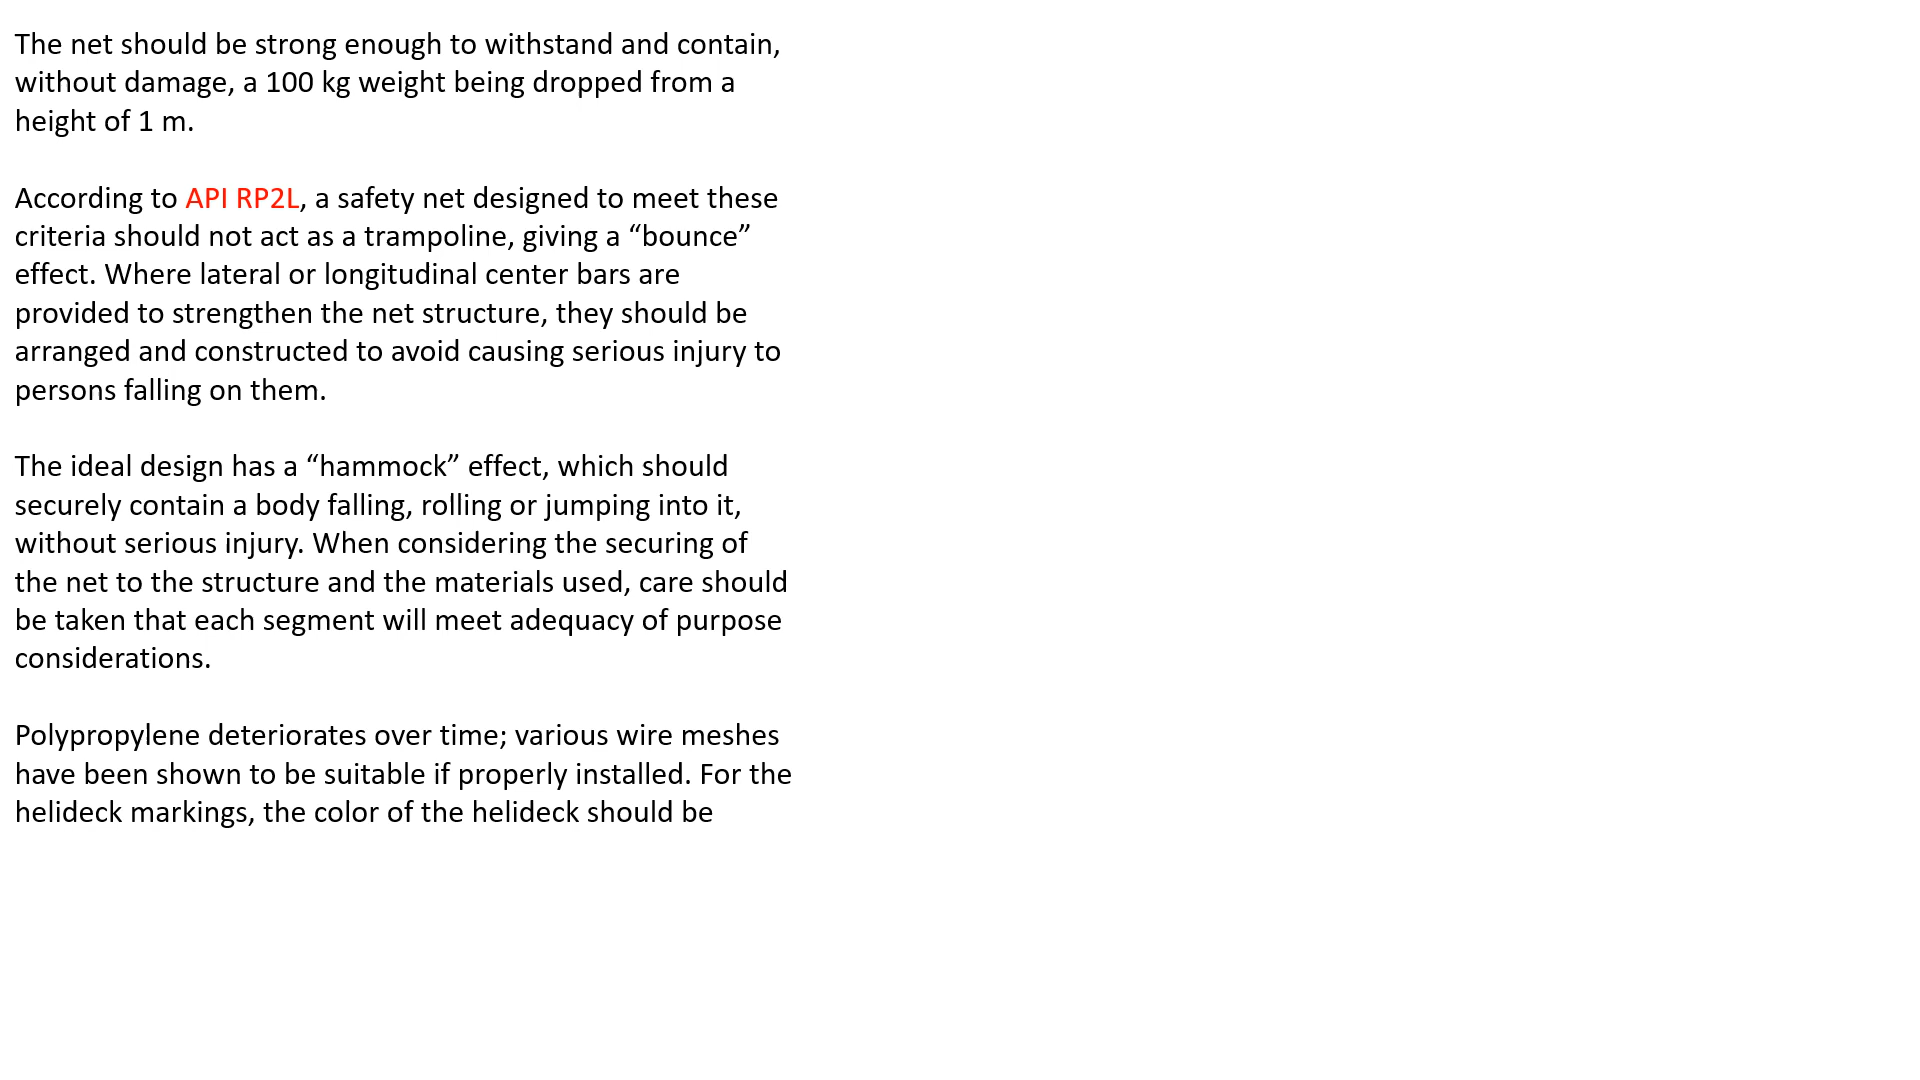 The net should be strong enough to withstand and contain,
without damage, a 100 kg weight being dropped from a
height of 1 m.
According to API RP2L, a safety net designed to meet these
criteria should not act as a trampoline, giving a “bounce”
effect. Where lateral or longitudinal center bars are
provided to strengthen the net structure, they should be
arranged and constructed to avoid causing serious injury to
persons falling on them.
The ideal design has a “hammock” effect, which should
securely contain a body falling, rolling or jumping into it,
without serious injury. When considering the securing of
the net to the structure and the materials used, care should
be taken that each segment will meet adequacy of purpose
considerations.
Polypropylene deteriorates over time; various wire meshes
have been shown to be suitable if properly installed. For the
helideck markings, the color of the helideck should be